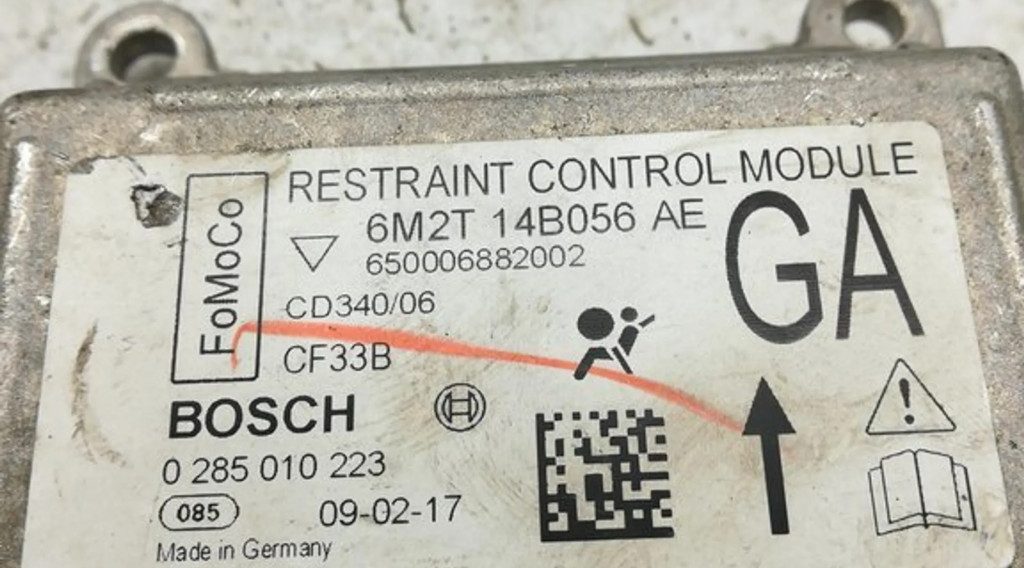 RESTRAINT CONTROL MODULE
FoMoCo
6M2T 14B056 AE
GA
650006882002
CD340/06
CF33B
BOSCH
0 285 010 223
085
09-02-17
Made in Germany